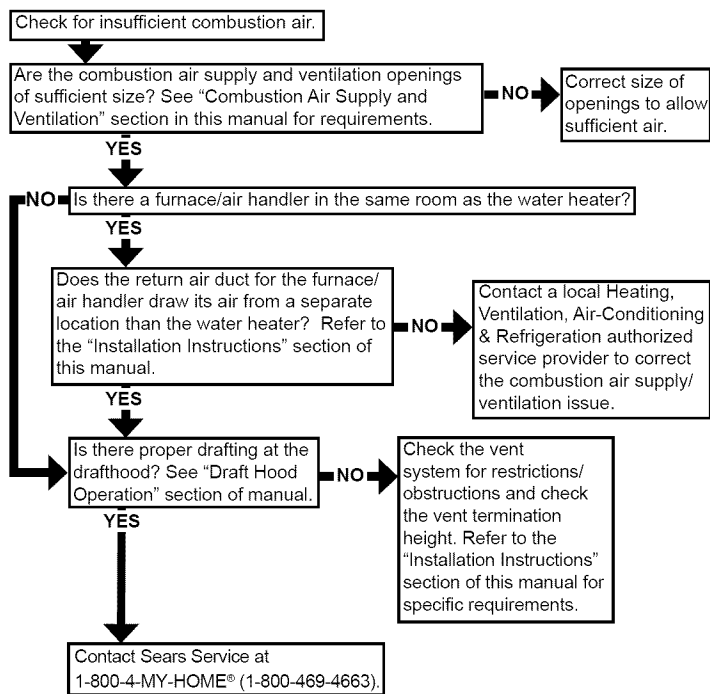 Check for insufficient combustion air.
Are the combustion air supply and ventilation openings
of sufficient size? See “Combustion Air Supply and
Ventilation” section in this manual for requirements.
NO
Correct size of
openings to allow
sufficient air.
YES
NO
Is there a furnace/air handler in the same room as the water heater?
YES
Does the return air duct for the furnace/
air handler draw its air from a separate
location than the water heater? Refer to
the “Installation Instructions” section of
this manual.
NO
Contact a local Heating,
Ventilation, Air-Conditioning
& Refrigeration authorized
service provider to correct
the combustion air supply/
ventilation issue.
YES
Is there proper drafting at the
drafthood? See “Draft Hood
Operation” section of manual.
NO
Check the vent
system for restrictions/
obstructions and check
the vent termination
height. Refer to the
“Installation Instructions”
section of this manual for
specific requirements.
YES
Contact Sears Service at
1-800-4-MY-HOME® (1-800-469-4663).